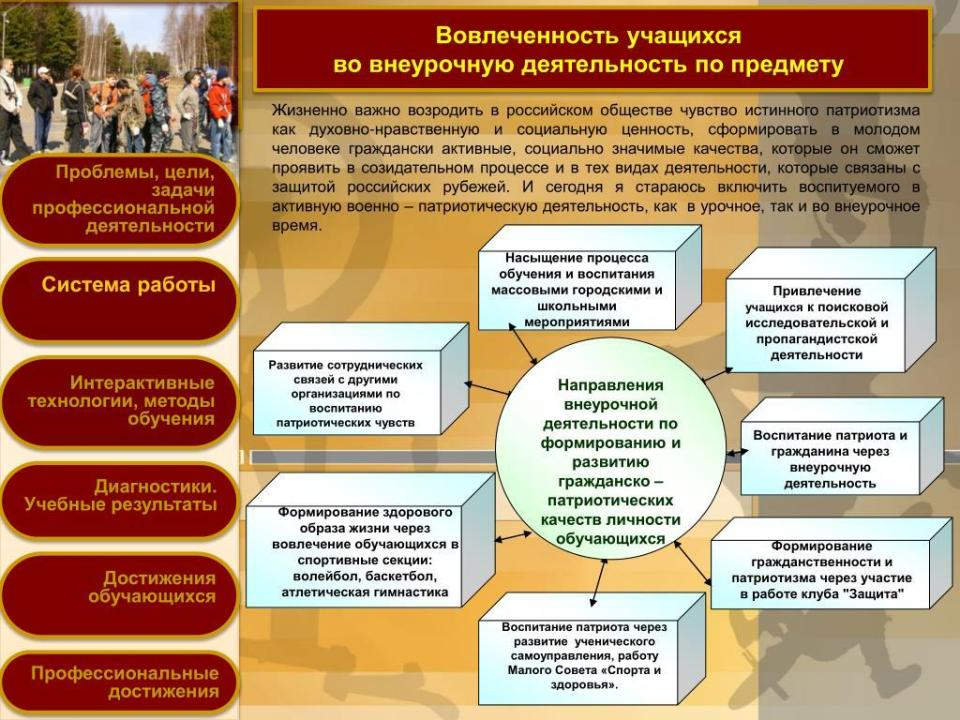 Вовлеченность учащихся
во внеурочную деятельность по предмету
Жизненно важно возродить в российском обществе чувство истинного патриотизма
как духовно-нравственную и социальную ценность, сформировать в молодом
человеке граждански активные, социально значимые качества, которые он сможет
проявить в созидательном процессе и в тех видах деятельности, которые связаны с
защитой российских рубежей. И сегодня я стараюсь включить воспитуемого в
активную военно – патриотическую деятельность, как в урочное, так и во внеурочное
время.
Проблемы, цели,
задачи
профессиональной
деятельности
Система работы
Интерактивные
технологии, методы
обучения
Диагностики.
Учебные результаты
Достижения
обучающихся
Профессиональные
достижения
Насыщение процесса
обучения и воспитания
массовыми городскими и
школьными
мероприятиями
Привлечение
учащихся к поисковой
исследовательской и
пропагандистской
деятельности
Развитие сотруднических
связей с другими
организациями по
воспитанию
патриотических чувств
Направления
внеурочной
деятельности по
формированию и
развитию
гражданско –
патриотических
качеств личности
обучающихся
Воспитание патриота и
гражданина через
внеурочную
деятельность
Формирование здорового
образа жизни через
вовлечение обучающихся в
спортивные секции:
волейбол, баскетбол,
атлетическая гимнастика
Формирование
гражданственности и
патриотизма через участие
в работе клуба "Защита"
Воспитание патриота через
развитие ученического
самоуправления, работу
Малого Совета «Спорта и
здоровья».